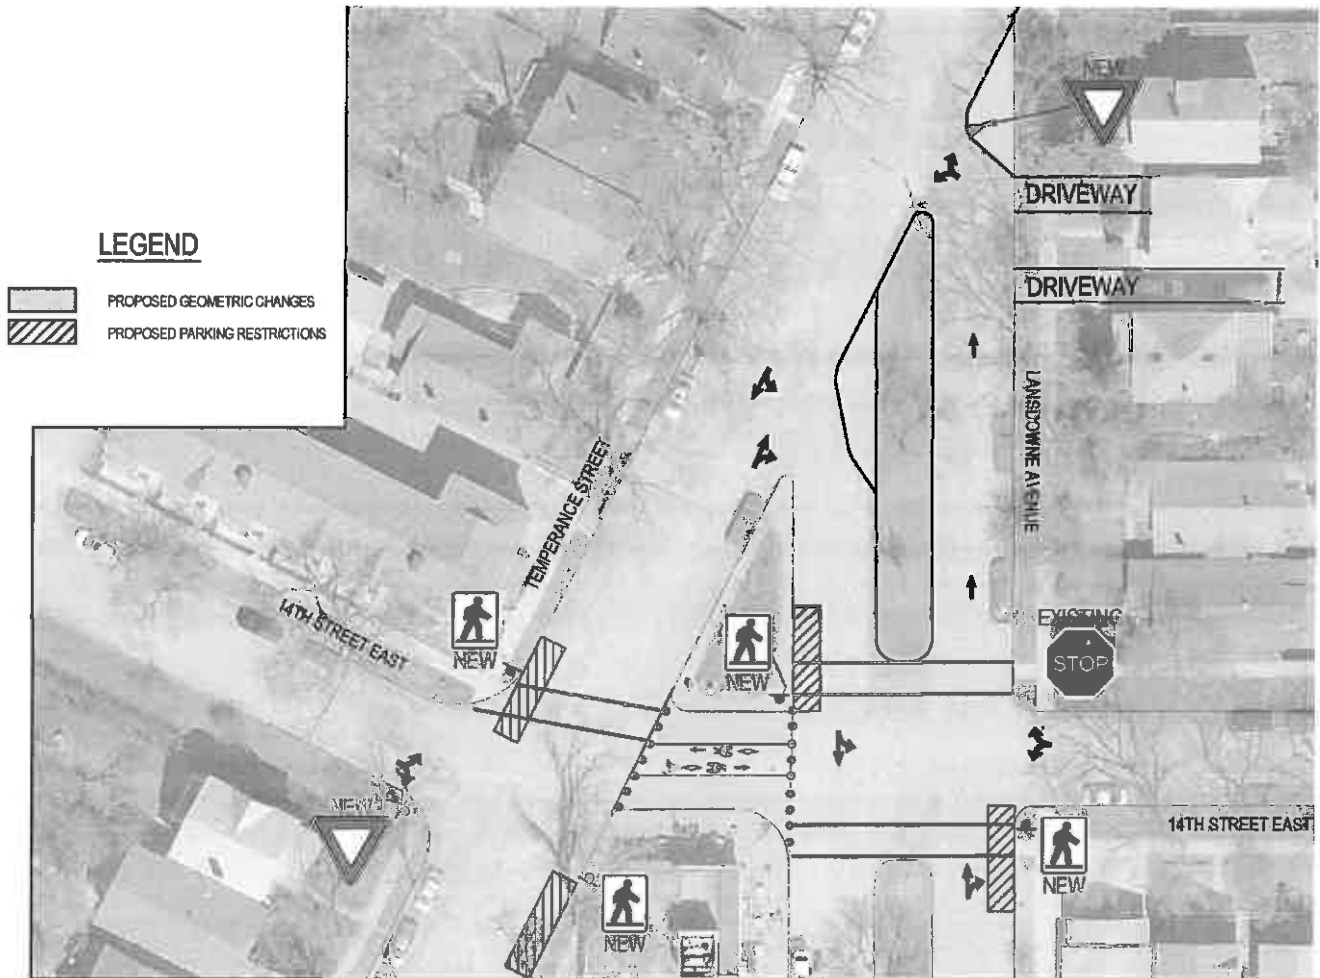 NEW
DRIVEWAY
LEGEND
DRIVEWAY
PROPOSED GEOMETRIC CHANGES
PROPOSED PARKING RESTRICTIONS
LANSDOWNE AVENUE
TEMPERANCE STREET
14TH STREET EAST
EXISTING
STOP
NEW
NEW
NEW
14TH STREET EAST
NEW
NEW